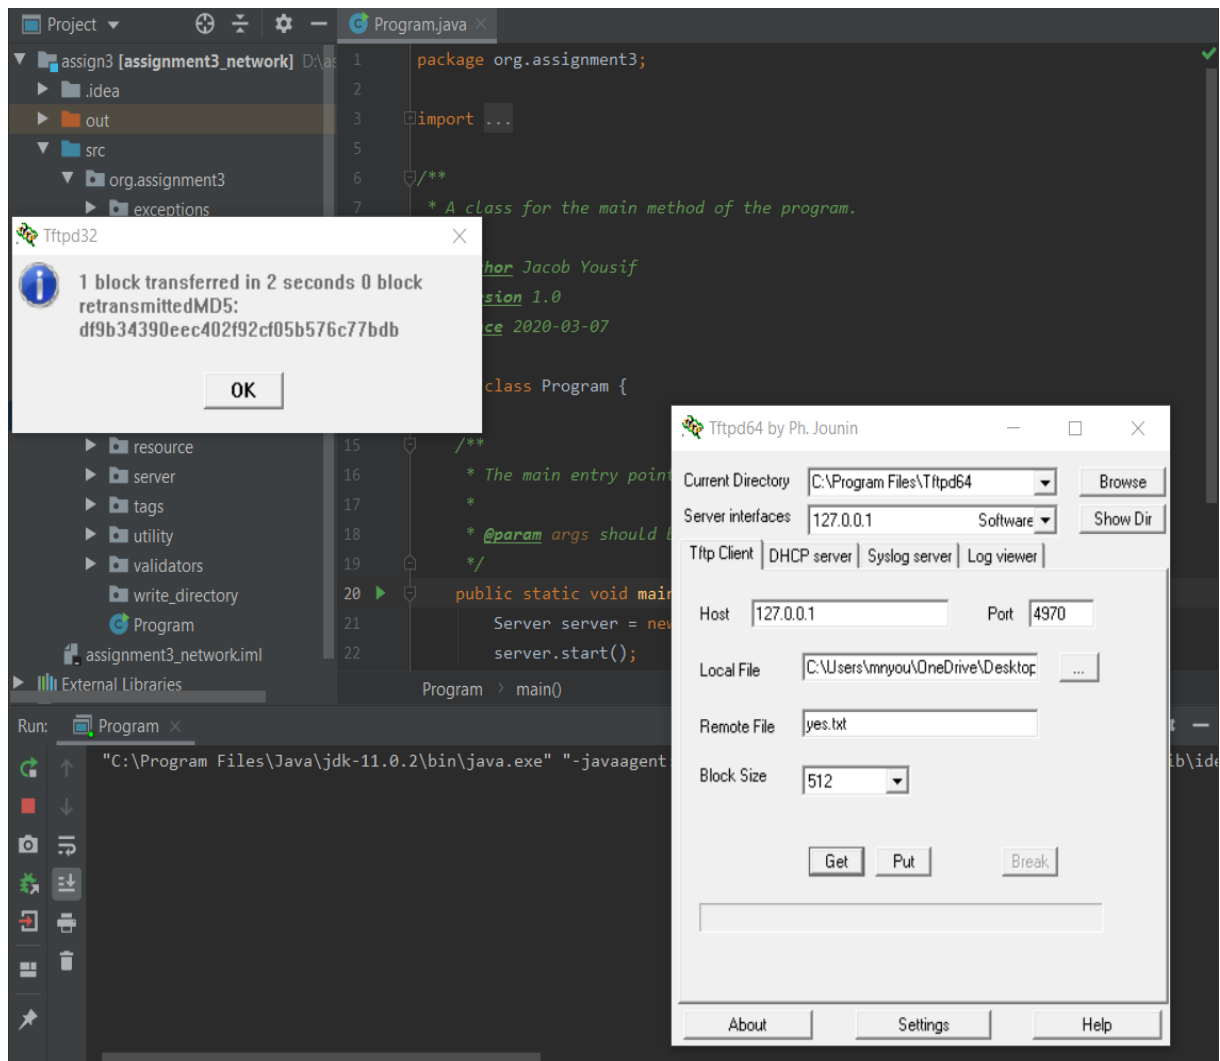 Project
Program.java
assign3 [assignment3_network] D:\as
.idea
out
src
org.assignment3
exceptions
resource
server
tags
utility
validators
write_directory
Program
assignment3_network.iml
External Libraries
1 package org.assignment3;
2
3 import ...
5
6 /**
7 * A class for the main method of the program.
hor Jacob Yousif
sion 1.0
ce 2020-03-07
class Program {
15 /**
16 * The main entry point
17 *
18 * @param args should b
19 */
20 public static void main
21 Server server = new
22 server.start();
Program > main()
Tftpd32
1 block transferred in 2 seconds 0 block
retransmittedMD5:
df9b34390eec402f92cf05b576c77bdb
OK
Tftpd64 by Ph. Jounin
Current Directory C:\Program Files\Tftpd64 Browse
Server interfaces 127.0.0.1 Software Show Dir
Tftp Client DHCP server Syslog server Log viewer
Host 127.0.0.1 Port 4970
Local File C:\Users\mnyou\OneDrive\Desktop ...
Remote File yes.txt
Block Size 512
Get Put Break
About Settings Help
Run: Program
"C:\Program Files\Java\jdk-11.0.2\bin\java.exe" "-javaagent: ib\ide